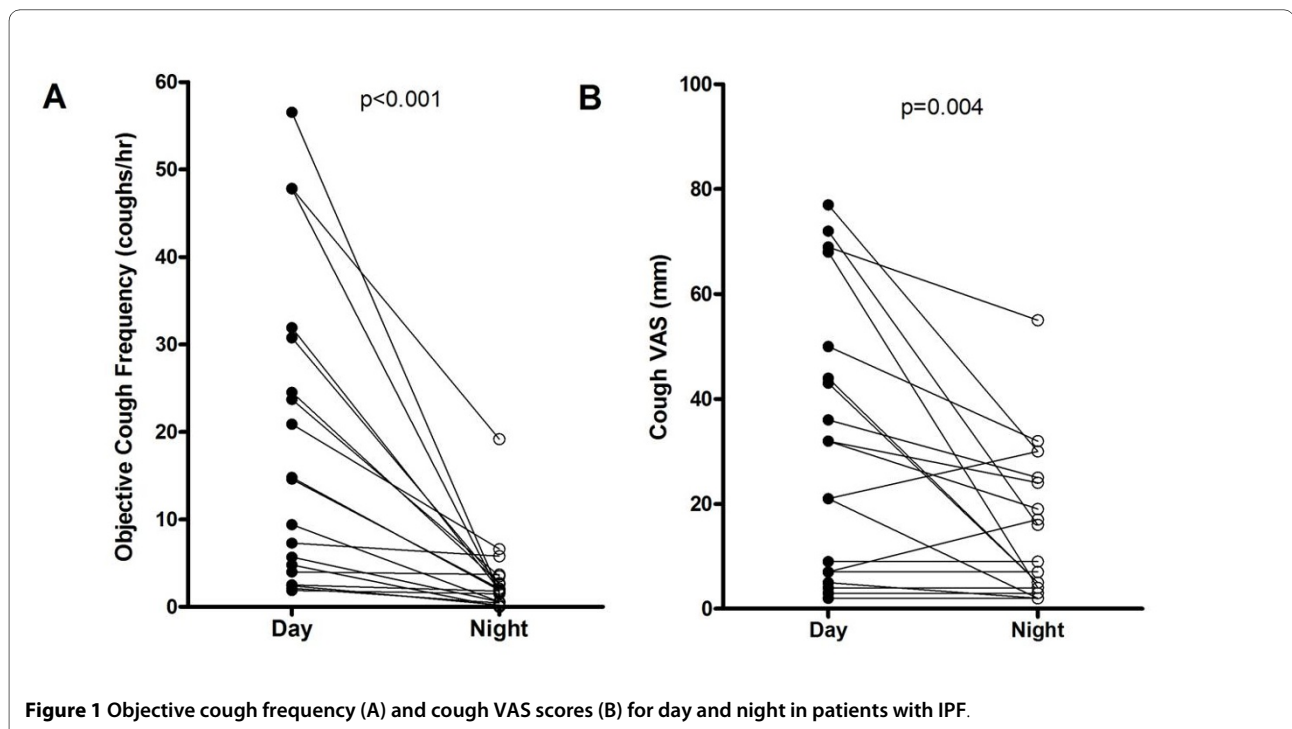 A
Objective Cough Frequency (coughs/hr)
60
50
40
30
20
10
0
p<0.001
Day Night
B
Cough VAS (mm)
100
80
60
40
20
0
p=0.004
Day Night
Figure 1 Objective cough frequency (A) and cough VAS scores (B) for day and night in patients with IPF.